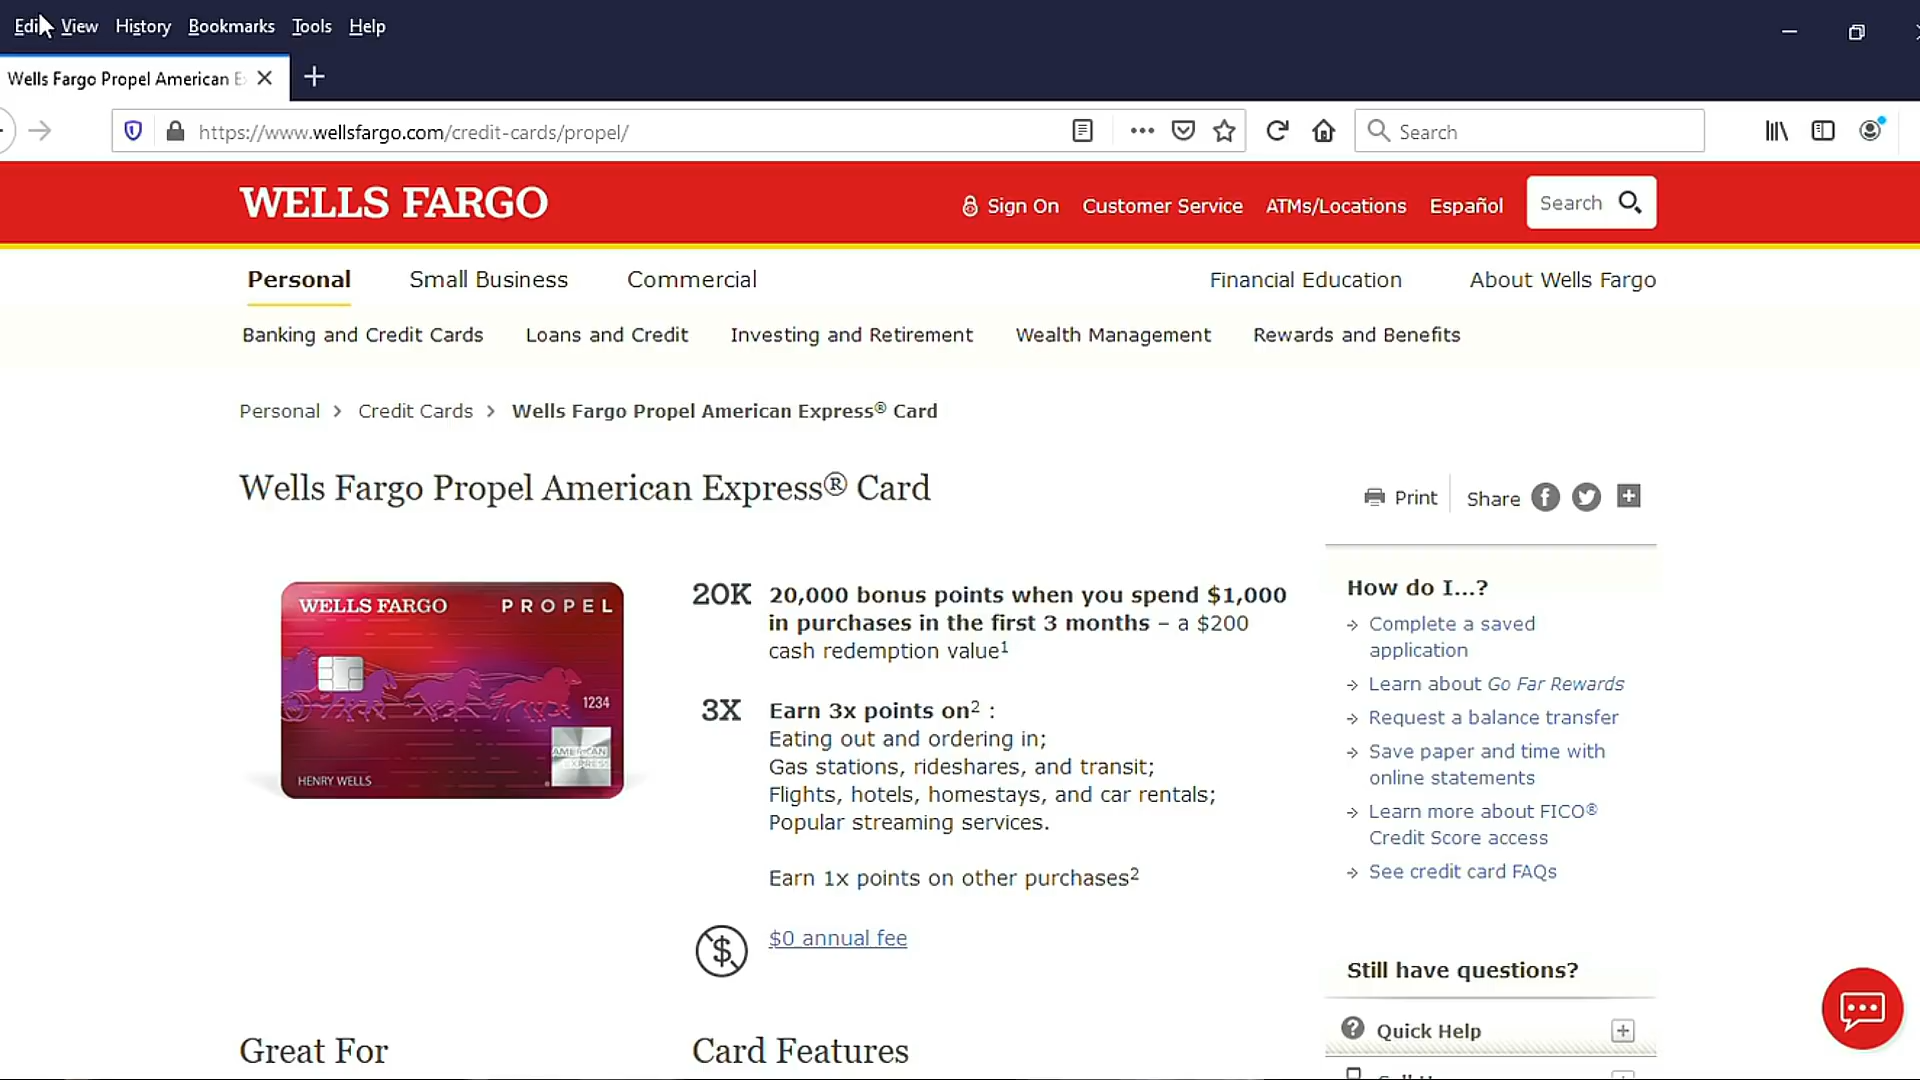 Edit View History Bookmarks Tools Help
Wells Fargo Propel American E
https://www.wellsfargo.com/credit-cards/propel/
Search
WELLS FARGO
Sign On Customer Service ATMs/Locations Español Search
Personal Small Business Commercial Financial Education About Wells Fargo
Banking and Credit Cards Loans and Credit Investing and Retirement Wealth Management Rewards and Benefits
Personal > Credit Cards > Wells Fargo Propel American Express® Card
Wells Fargo Propel American Express® Card
Print Share
WELLS FARGO PROPEL
1234
AMERICAN
EXPRESS
HENRY WELLS
20K 20,000 bonus points when you spend $1,000
in purchases in the first 3 months – a $200
cash redemption value1
3X Earn 3x points on2 :
Eating out and ordering in;
Gas stations, rideshares, and transit;
Flights, hotels, homestays, and car rentals;
Popular streaming services.
Earn 1x points on other purchases2
$0 annual fee
How do I...?
Complete a saved
application
Learn about Go Far Rewards
Request a balance transfer
Save paper and time with
online statements
Learn more about FICO®
Credit Score access
See credit card FAQs
Still have questions?
Quick Help
Great For Card Features